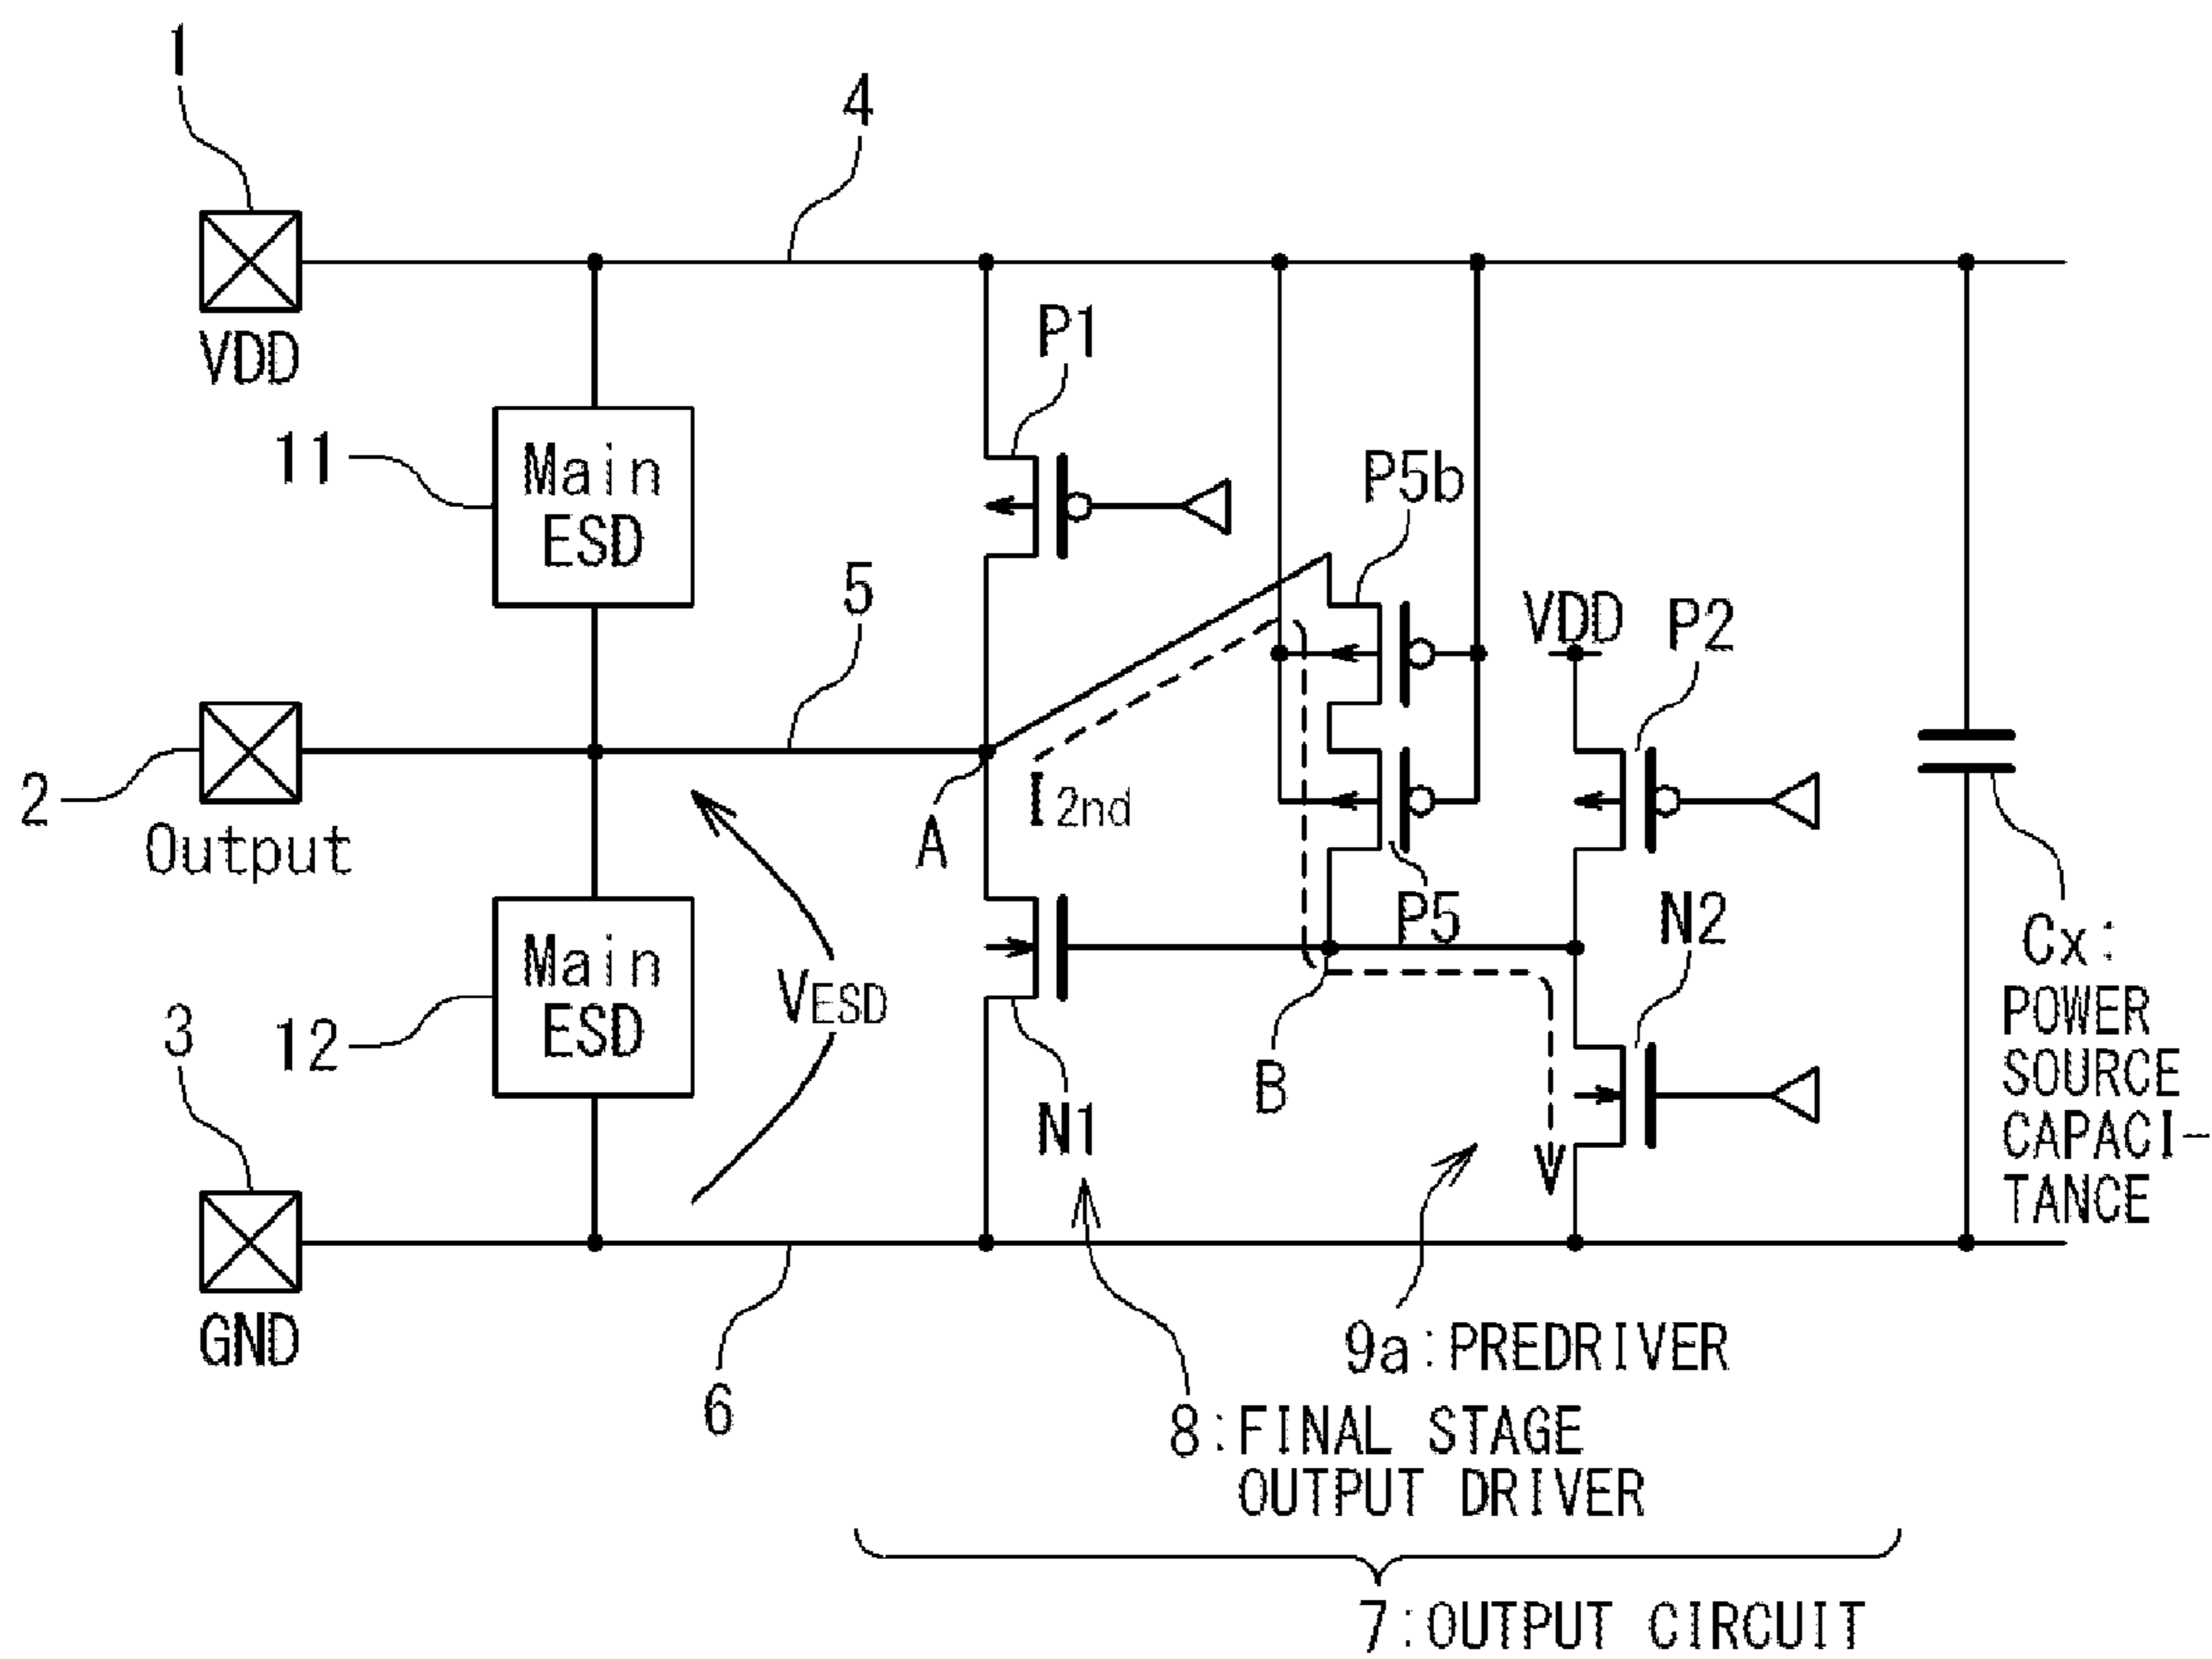 1
4
VDD
P1
11
Main
ESD
P5b
5
VDD
P2
2
Output
A
I2nd
P5
N2
Cx:
POWER
SOURCE
CAPACI-
TANCE
Main
ESD
VESD
3
12
B
N1
GND
6
9a:PREDRIVER
8:FINAL STAGE
OUTPUT DRIVER
7:OUTPUT CIRCUIT